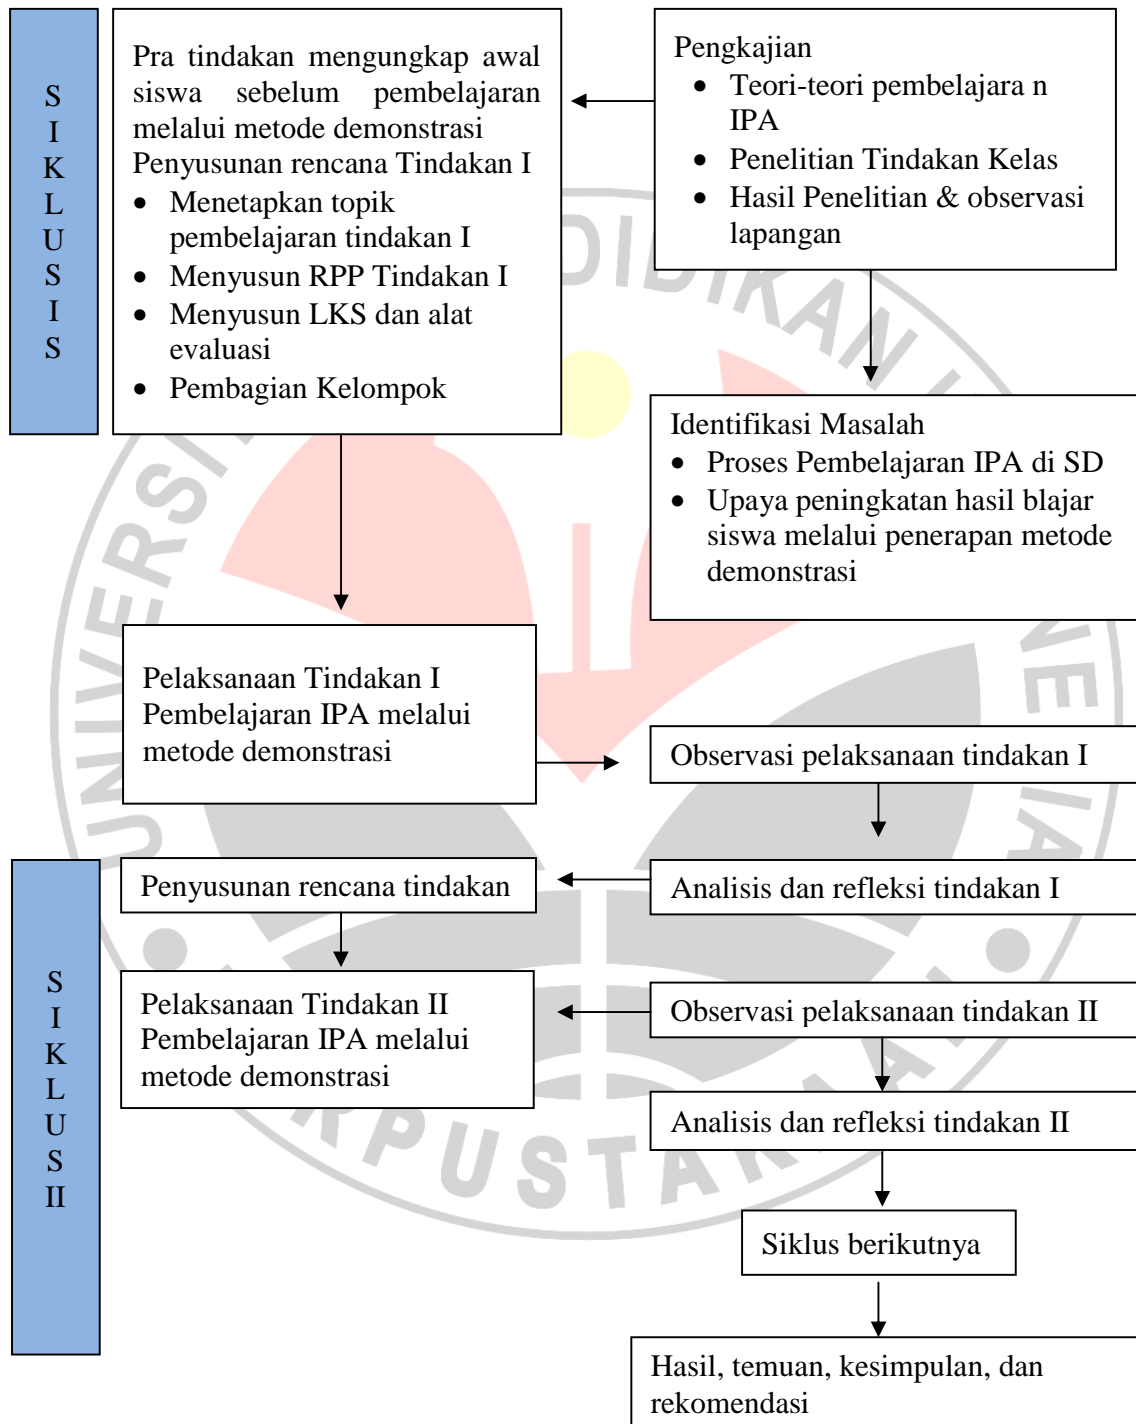 S
I
K
L
U
S
I
S
Pra tindakan mengungkap awal
siswa sebelum pembelajaran
melalui metode demonstrasi
Penyusunan rencana Tindakan I
• Menetapkan topik
pembelajaran tindakan I
• Menyusun RPP Tindakan I
• Menyusun LKS dan alat
evaluasi
• Pembagian Kelompok
Pengkajian
• Teori-teori pembelajara n
IPA
• Penelitian Tindakan Kelas
• Hasil Penelitian & observasi
lapangan
Identifikasi Masalah
• Proses Pembelajaran IPA di SD
• Upaya peningkatan hasil blajar
siswa melalui penerapan metode
demonstrasi
Pelaksanaan Tindakan I
Pembelajaran IPA melalui
metode demonstrasi
Observasi pelaksanaan tindakan I
S
I
K
L
U
S
II
Penyusunan rencana tindakan
Analisis dan refleksi tindakan I
Pelaksanaan Tindakan II
Pembelajaran IPA melalui
metode demonstrasi
Observasi pelaksanaan tindakan II
Analisis dan refleksi tindakan II
Siklus berikutnya
Hasil, temuan, kesimpulan, dan
rekomendasi